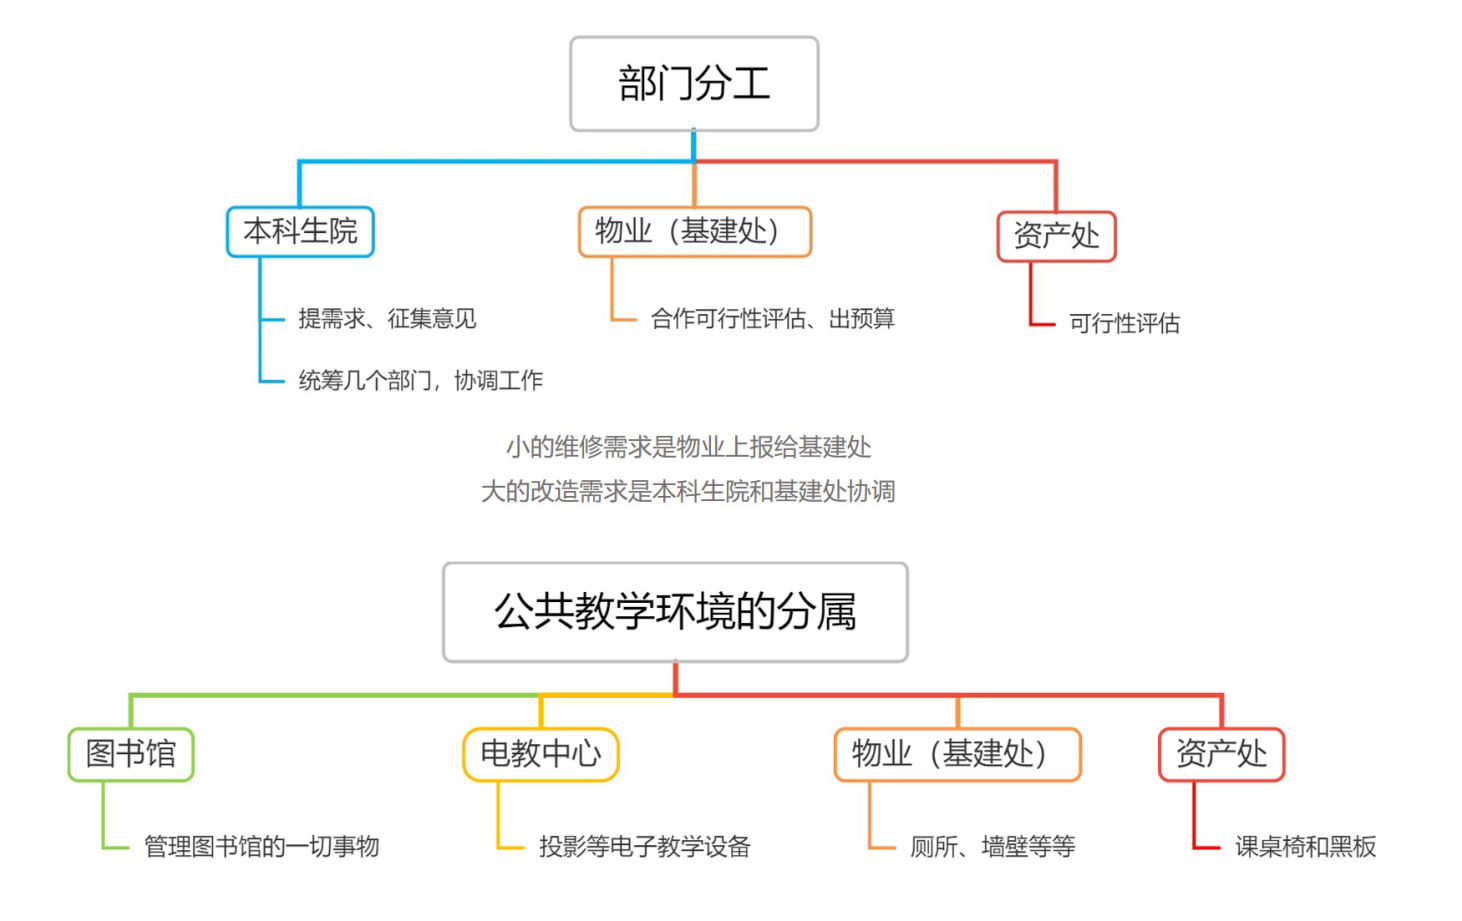 部门分工
本科生院
物业（基建处）
资产处
提需求、征集意见
合作可行性评估、出预算
可行性评估
统筹几个部门，协调工作
小的维修需求是物业上报给基建处
大的改造需求是本科生院和基建处协调
公共教学环境的分属
图书馆
电教中心
物业（基建处）
资产处
管理图书馆的一切事物
投影等电子教学设备
厕所、墙壁等等
课桌椅和黑板